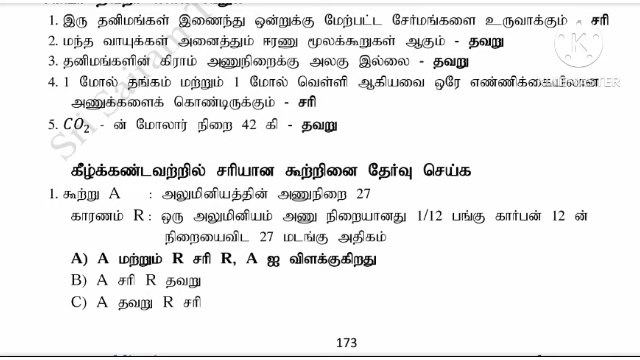 1. இரு தனிமங்கள் இணைந்து ஒன்றுக்கு மேற்பட்ட சேர்மங்களை உருவாக்கும் - சரி
2. மந்த வாயுக்கள் அனைத்தும் ஈரணு மூலக்கூறுகள் ஆகும் - தவறு
3. தனிமங்களின் கிராம் அணுநிறைக்கு அலகு இல்லை - தவறு
4. 1 மோல் தங்கம் மற்றும் 1 மோல் வெள்ளி ஆகியவை ஒரே எண்ணிக்கையிலான
அணுக்களைக் கொண்டிருக்கும் - சரி
5. CO₂ - ன் மோலார் நிறை 42 கி - தவறு
கீழ்க்கண்டவற்றில் சரியான கூற்றினை தேர்வு செய்க
1. கூற்று A : அலுமினியத்தின் அணுநிறை 27
காரணம் R : ஒரு அலுமினியம் அணு நிறையானது 1/12 பங்கு கார்பன் 12 ன்
நிறையைவிட 27 மடங்கு அதிகம்
A) A மற்றும் R சரி R, A ஐ விளக்குகிறது
B) A சரி R தவறு
C) A தவறு R சரி
173